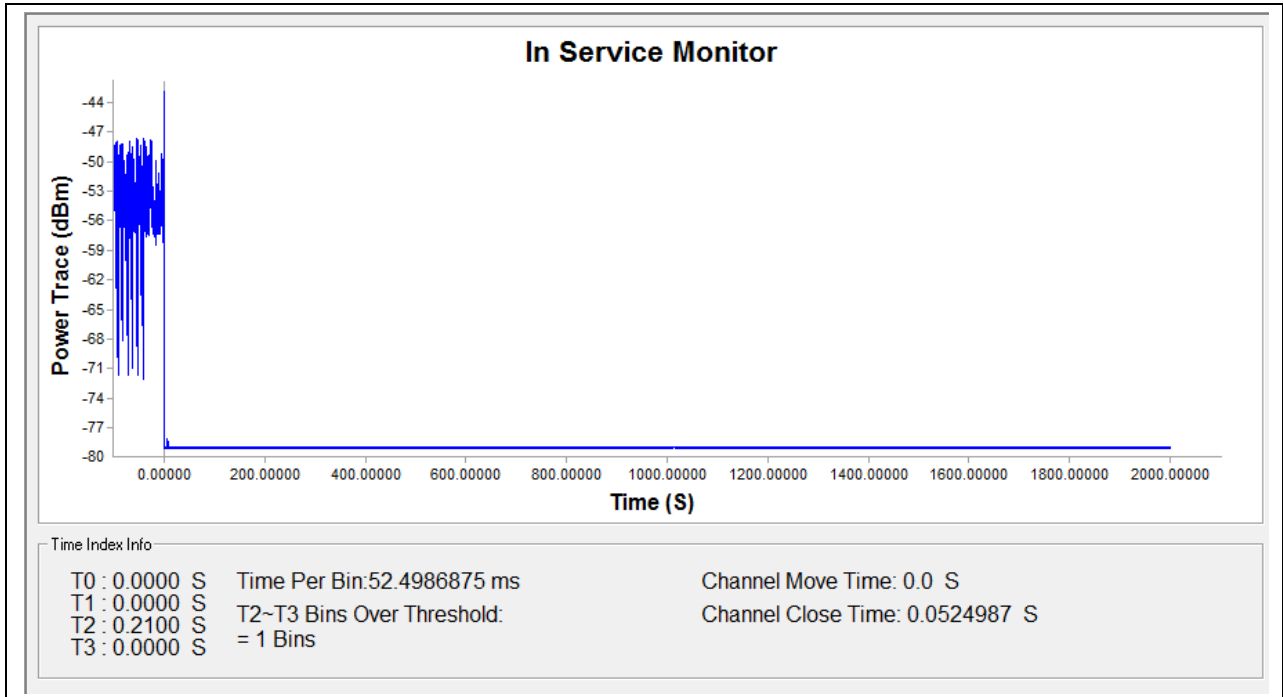 In Service Monitor
Power Trace (dBm)
-44
-47
-50
-53
-56
-59
-62
-65
-68
-71
-74
-77
-80
0.00000 200.00000 400.00000 600.00000 800.00000 1000.00000 1200.00000 1400.00000 1600.00000 1800.00000 2000.00000
Time (S)
Time Index Info
T0 : 0.0000 S
T1 : 0.0000 S
T2 : 0.2100 S
T3 : 0.0000 S
Time Per Bin:52.4986875 ms
T2~T3 Bins Over Threshold:
= 1 Bins
Channel Move Time: 0.0 S
Channel Close Time: 0.0524987 S